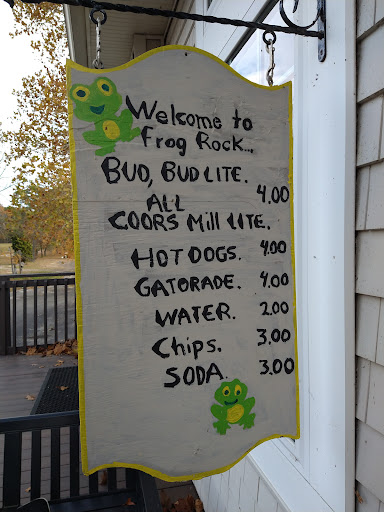 Welcome to
Frog Rock...
BUD, BUD LITE.
ALL 4.00
COORS Mill LITE.
HOT DOGS. 4.00
GATORADE. 4.00
WATER. 2.00
Chips. 3.00
SODA. 3.00